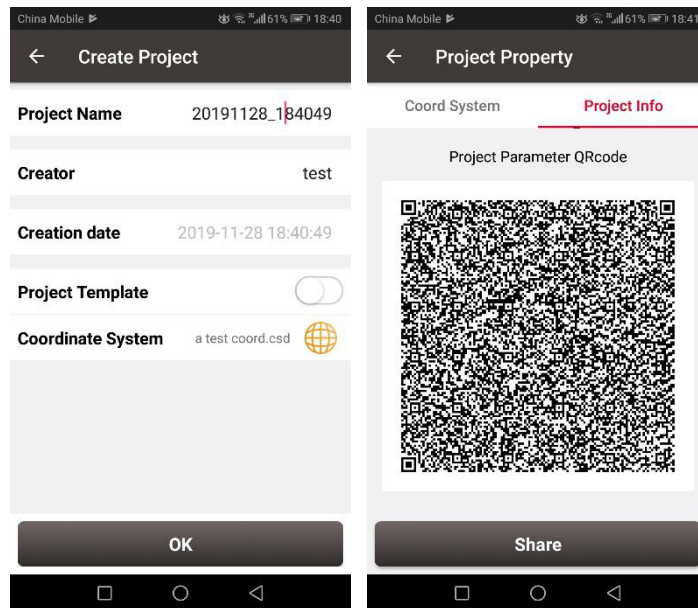 China Mobile 61% 18:40
Create Project
Project Name 20191128_184049
Creator test
Creation date 2019-11-28 18:40:49
Project Template
Coordinate System a test coord.csd
OK
China Mobile 61% 18:41
Project Property
Coord System Project Info
Project Parameter QRcode
Share